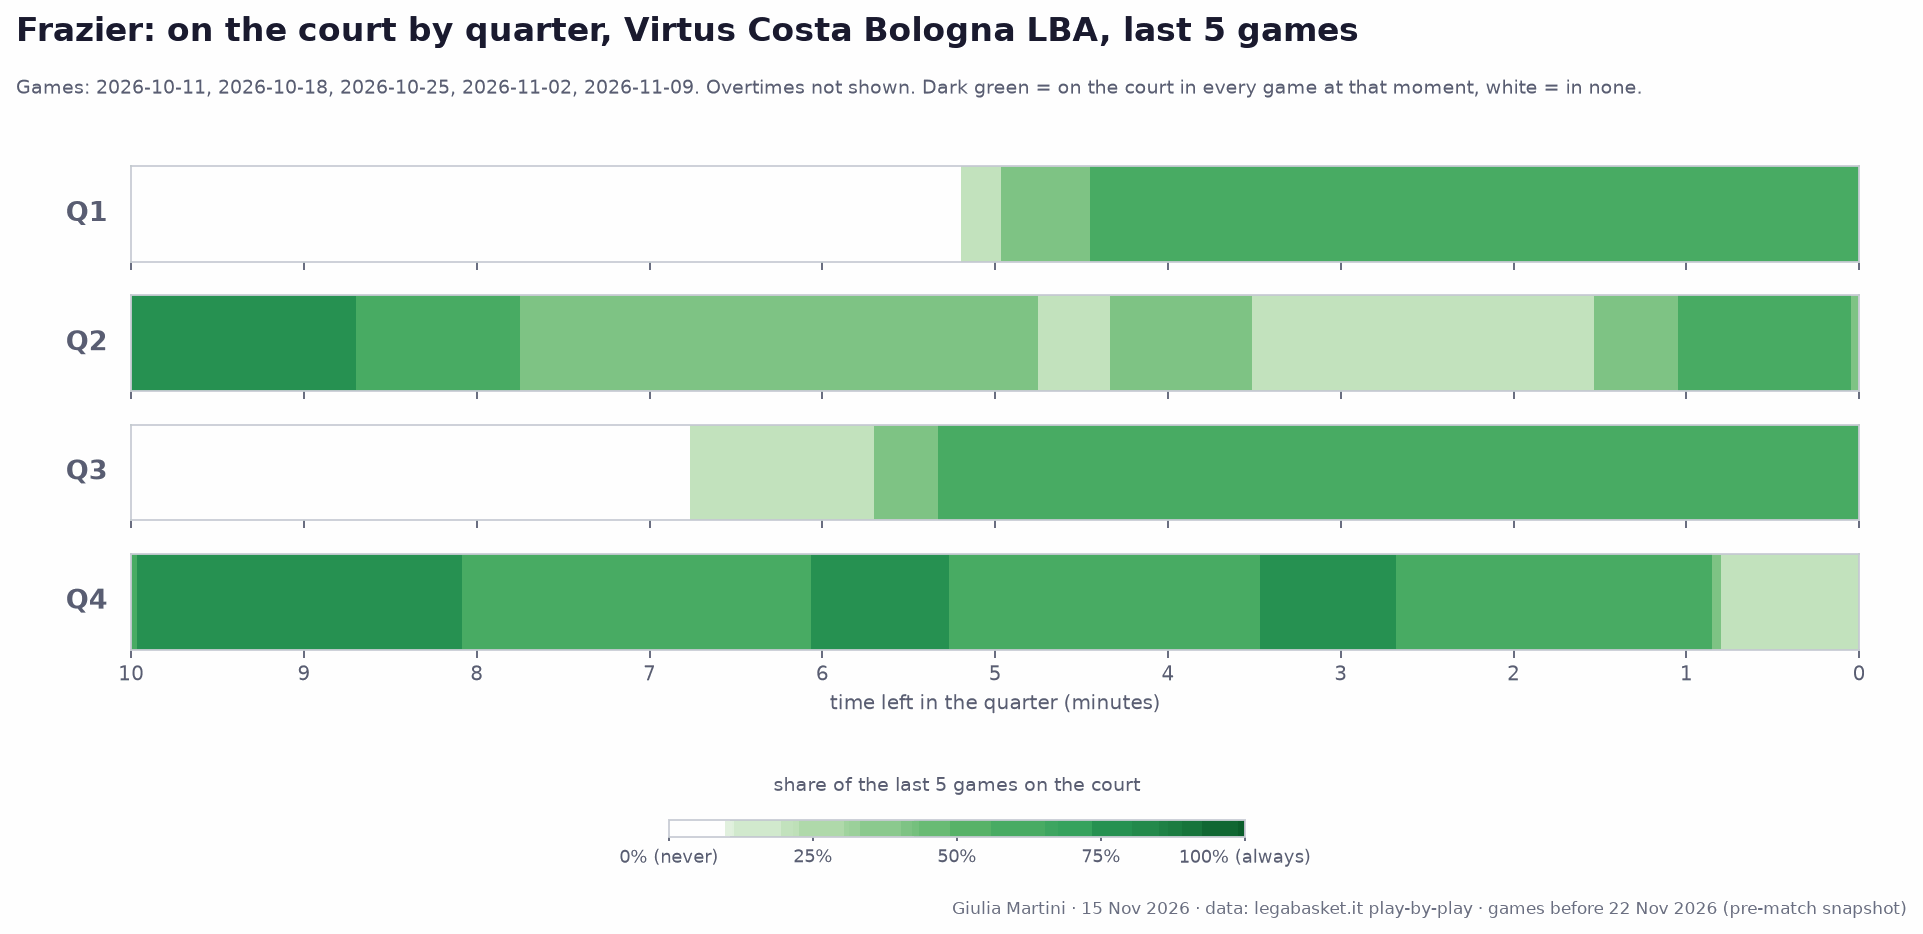 Frazier: on the court by quarter, Virtus Costa Bologna LBA, last 5 games
Games: 2026-10-11, 2026-10-18, 2026-10-25, 2026-11-02, 2026-11-09. Overtimes not shown. Dark green = on the court in every game at that moment, white = in none.
Q1
Q2
Q3
Q4
10 9 8 7 6 5 4 3 2 1 0
time left in the quarter (minutes)
share of the last 5 games on the court
0% (never) 25% 50% 75% 100% (always)
Giulia Martini · 15 Nov 2026 · data: legabasket.it play-by-play · games before 22 Nov 2026 (pre-match snapshot)